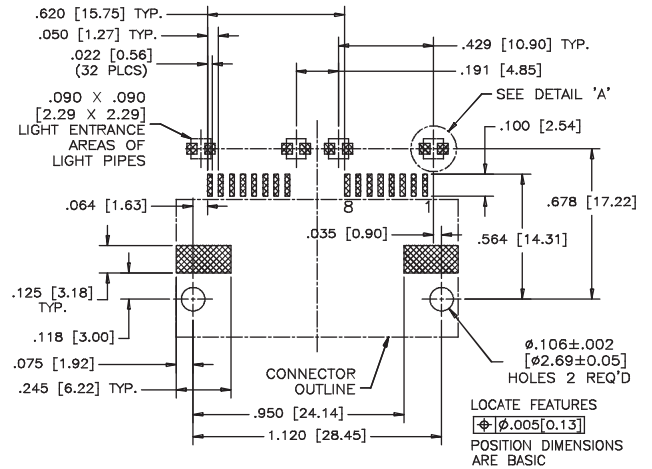 .620 [15.75] TYP.
.050 [1.27] TYP.
.022 [0.56]
(32 PLCS)
.090 X .090
[2.29 X 2.29]
LIGHT ENTRANCE
AREAS OF
LIGHT PIPES
.429 [10.90] TYP.
.191 [4.85]
SEE DETAIL 'A'
.100 [2.54]
.064 [1.63]
8
1
.678 [17.22]
.035 [0.90]
.564 [14.31]
.125 [3.18]
TYP.
.118 [3.00]
.075 [1.92]
.245 [6.22] TYP.
CONNECTOR
OUTLINE
ø.106±.002
[ø2.69±0.05]
HOLES 2 REQ'D
.950 [24.14]
1.120 [28.45]
LOCATE FEATURES
⌖ ø.005[0.13]
POSITION DIMENSIONS
ARE BASIC